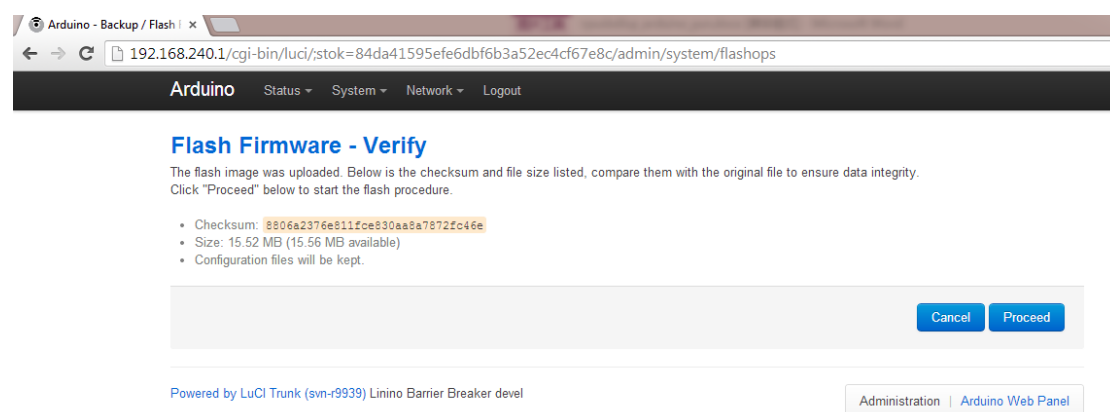 Arduino - Backup / Flash
192.168.240.1/cgi-bin/luci/;stok=84da41595efe6dbf6b3a52ec4cf67e8c/admin/system/flashops
Arduino Status System Network Logout
Flash Firmware - Verify
The flash image was uploaded. Below is the checksum and file size listed, compare them with the original file to ensure data integrity.
Click "Proceed" below to start the flash procedure.
Checksum: 8806a2376e811fce830aa8a7872fc46e
Size: 15.52 MB (15.56 MB available)
Configuration files will be kept.
Cancel Proceed
Powered by LuCI Trunk (svn-r9939) Linino Barrier Breaker devel
Administration | Arduino Web Panel